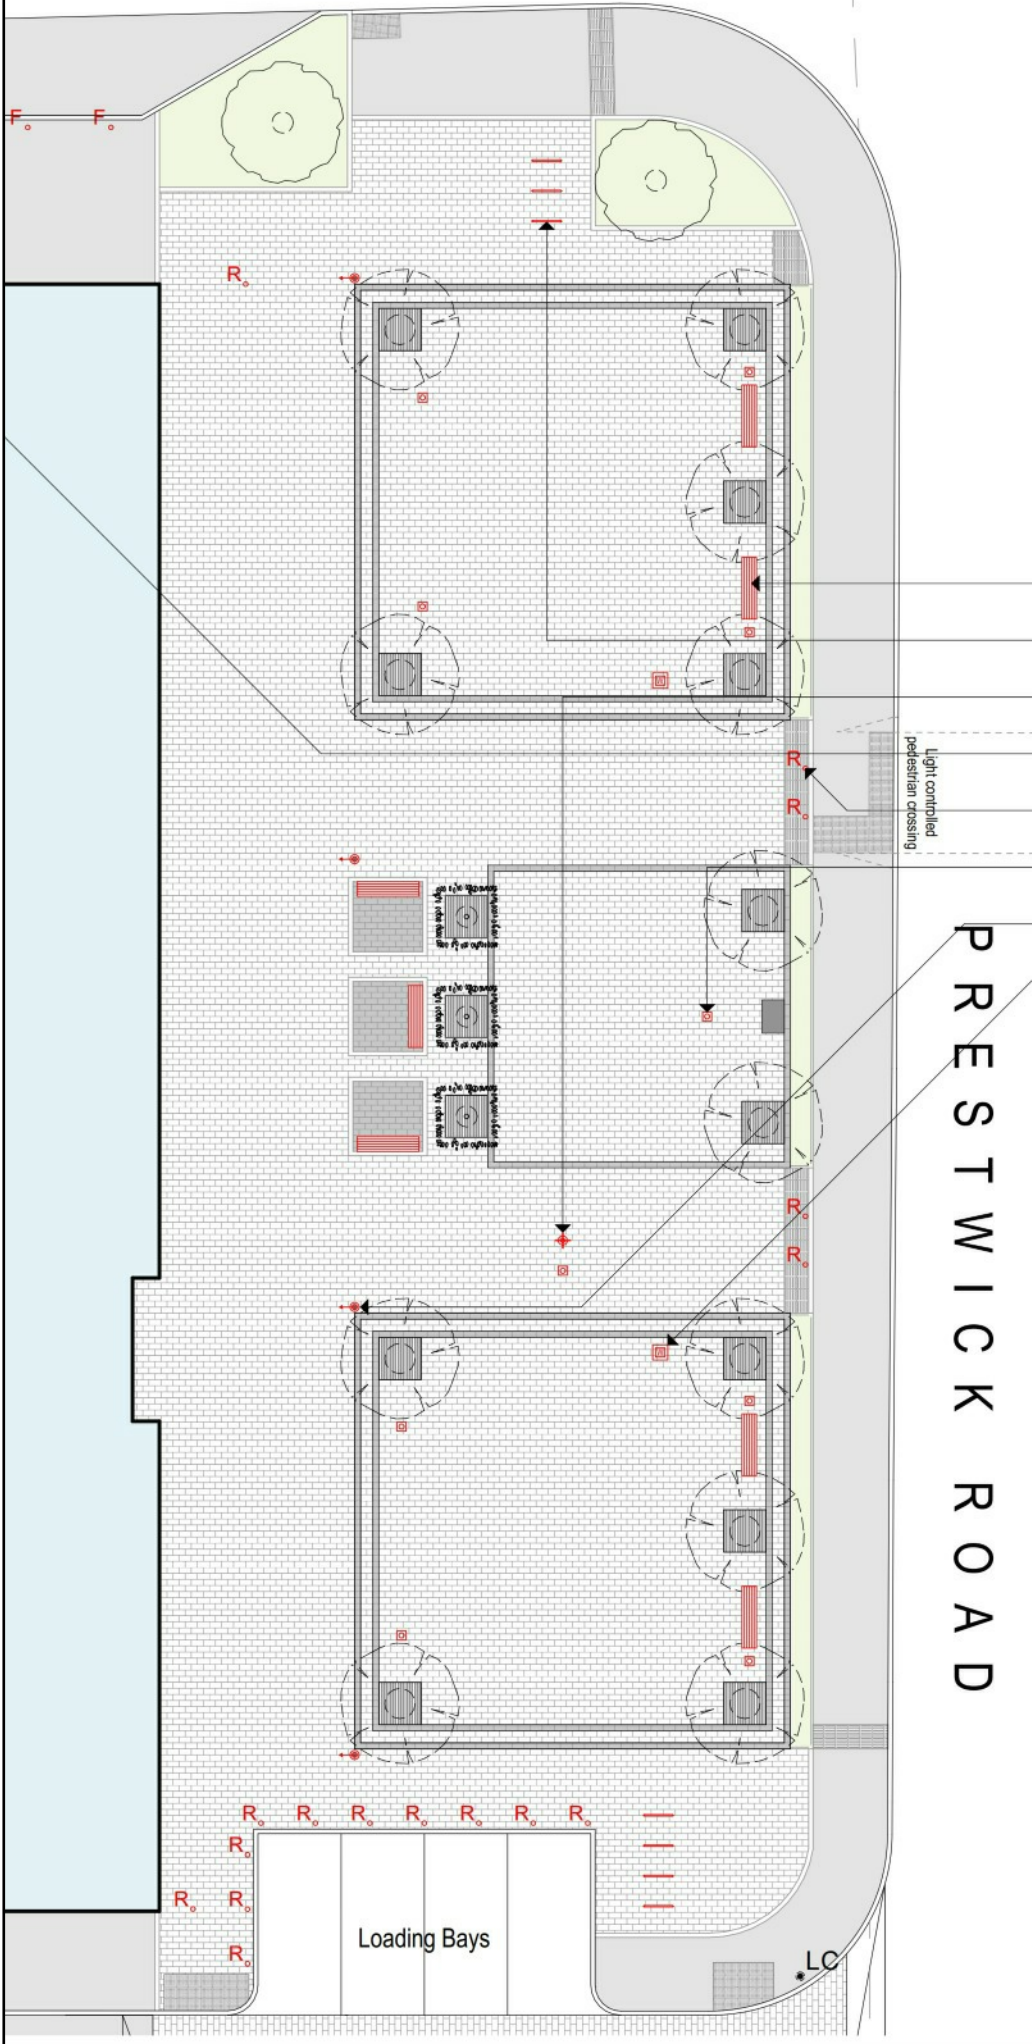 F.
F.
R.
Light controlled
pedestrian crossing
R.
R.
PRESTWICK ROAD
R.
R.
R.
R.
R.
R.
R.
R.
R.
R.
R.
R.
R.
Loading Bays
LC